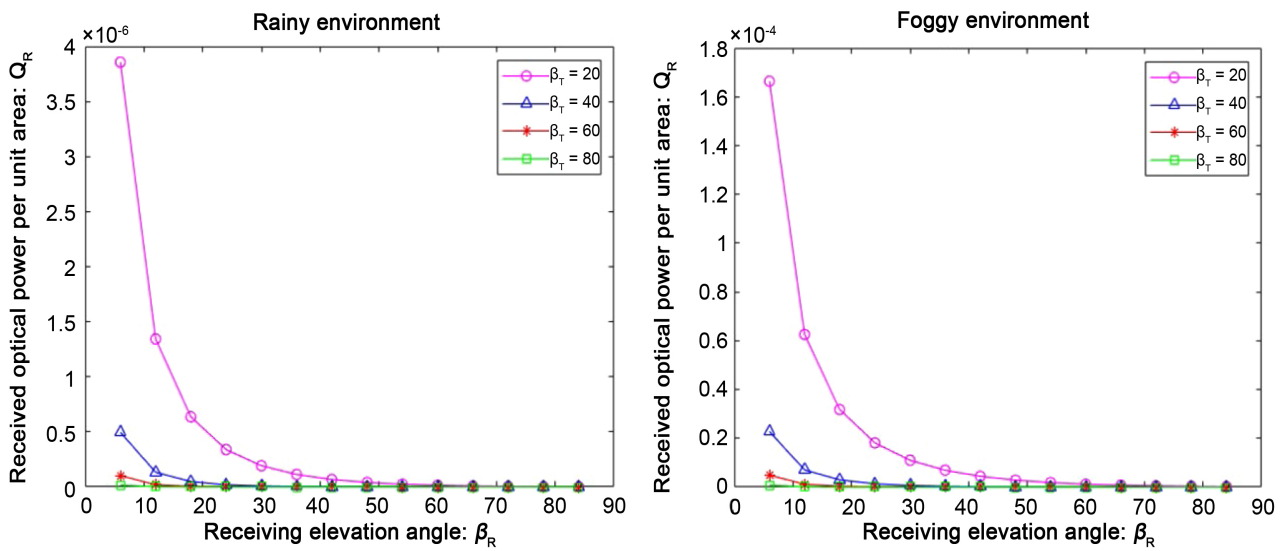 Rainy environment
×10⁻⁶
Received optical power per unit area: Q_R
4
3.5
3
2.5
2
1.5
1
0.5
0
0 10 20 30 40 50 60 70 80 90
Receiving elevation angle: β_R
β_T = 20
β_T = 40
β_T = 60
β_T = 80
Foggy environment
×10⁻⁴
Received optical power per unit area: Q_R
1.8
1.6
1.4
1.2
1
0.8
0.6
0.4
0.2
0
0 10 20 30 40 50 60 70 80 90
Receiving elevation angle: β_R
β_T = 20
β_T = 40
β_T = 60
β_T = 80